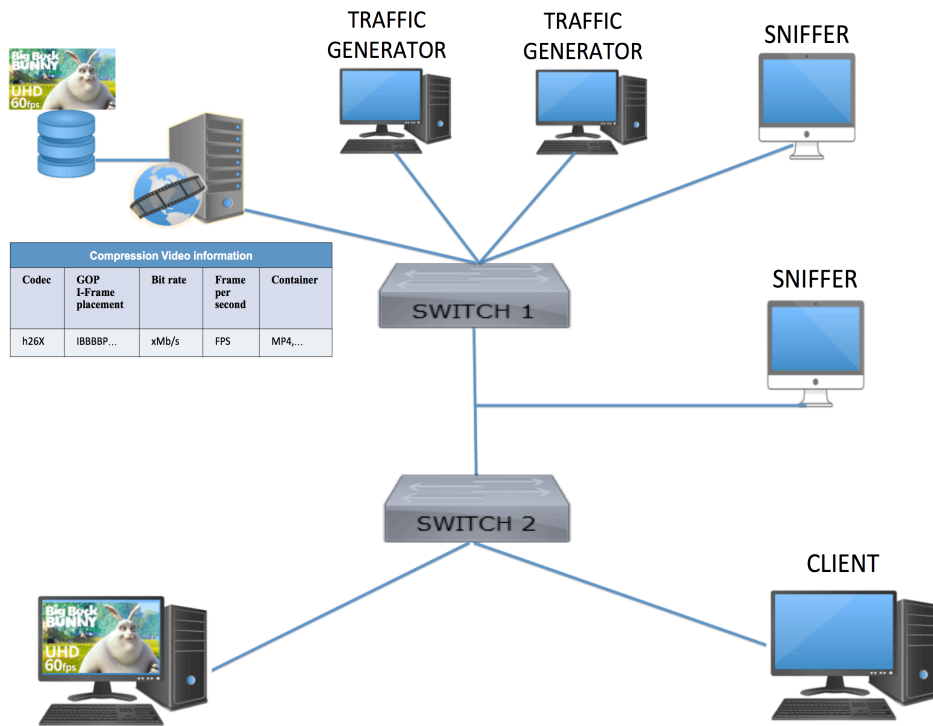 TRAFFIC
GENERATOR
TRAFFIC
GENERATOR
SNIFFER
Big Buck
BUNNY
UHD
60fps
Compression Video information
Codec
GOP
I-Frame
placement
Bit rate
Frame
per
second
Container
h26X
IBBBBP...
xMb/s
FPS
MP4,...
SWITCH 1
SNIFFER
SWITCH 2
CLIENT
Big Buck
BUNNY
UHD
60fps